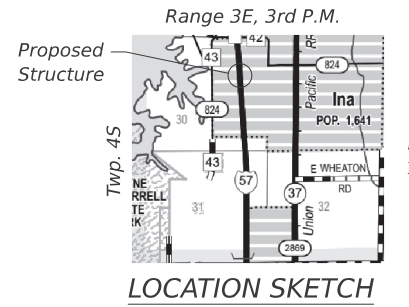 Range 3E, 3rd P.M.
Proposed
Structure
Twp. 4S
42
43
RR
824
Pacific
Ina
POP. 1,641
824
30
43
E WHEATON
RD
57
37
NE
RRELL
TE
RK
31
32
Union
2869
LOCATION SKETCH